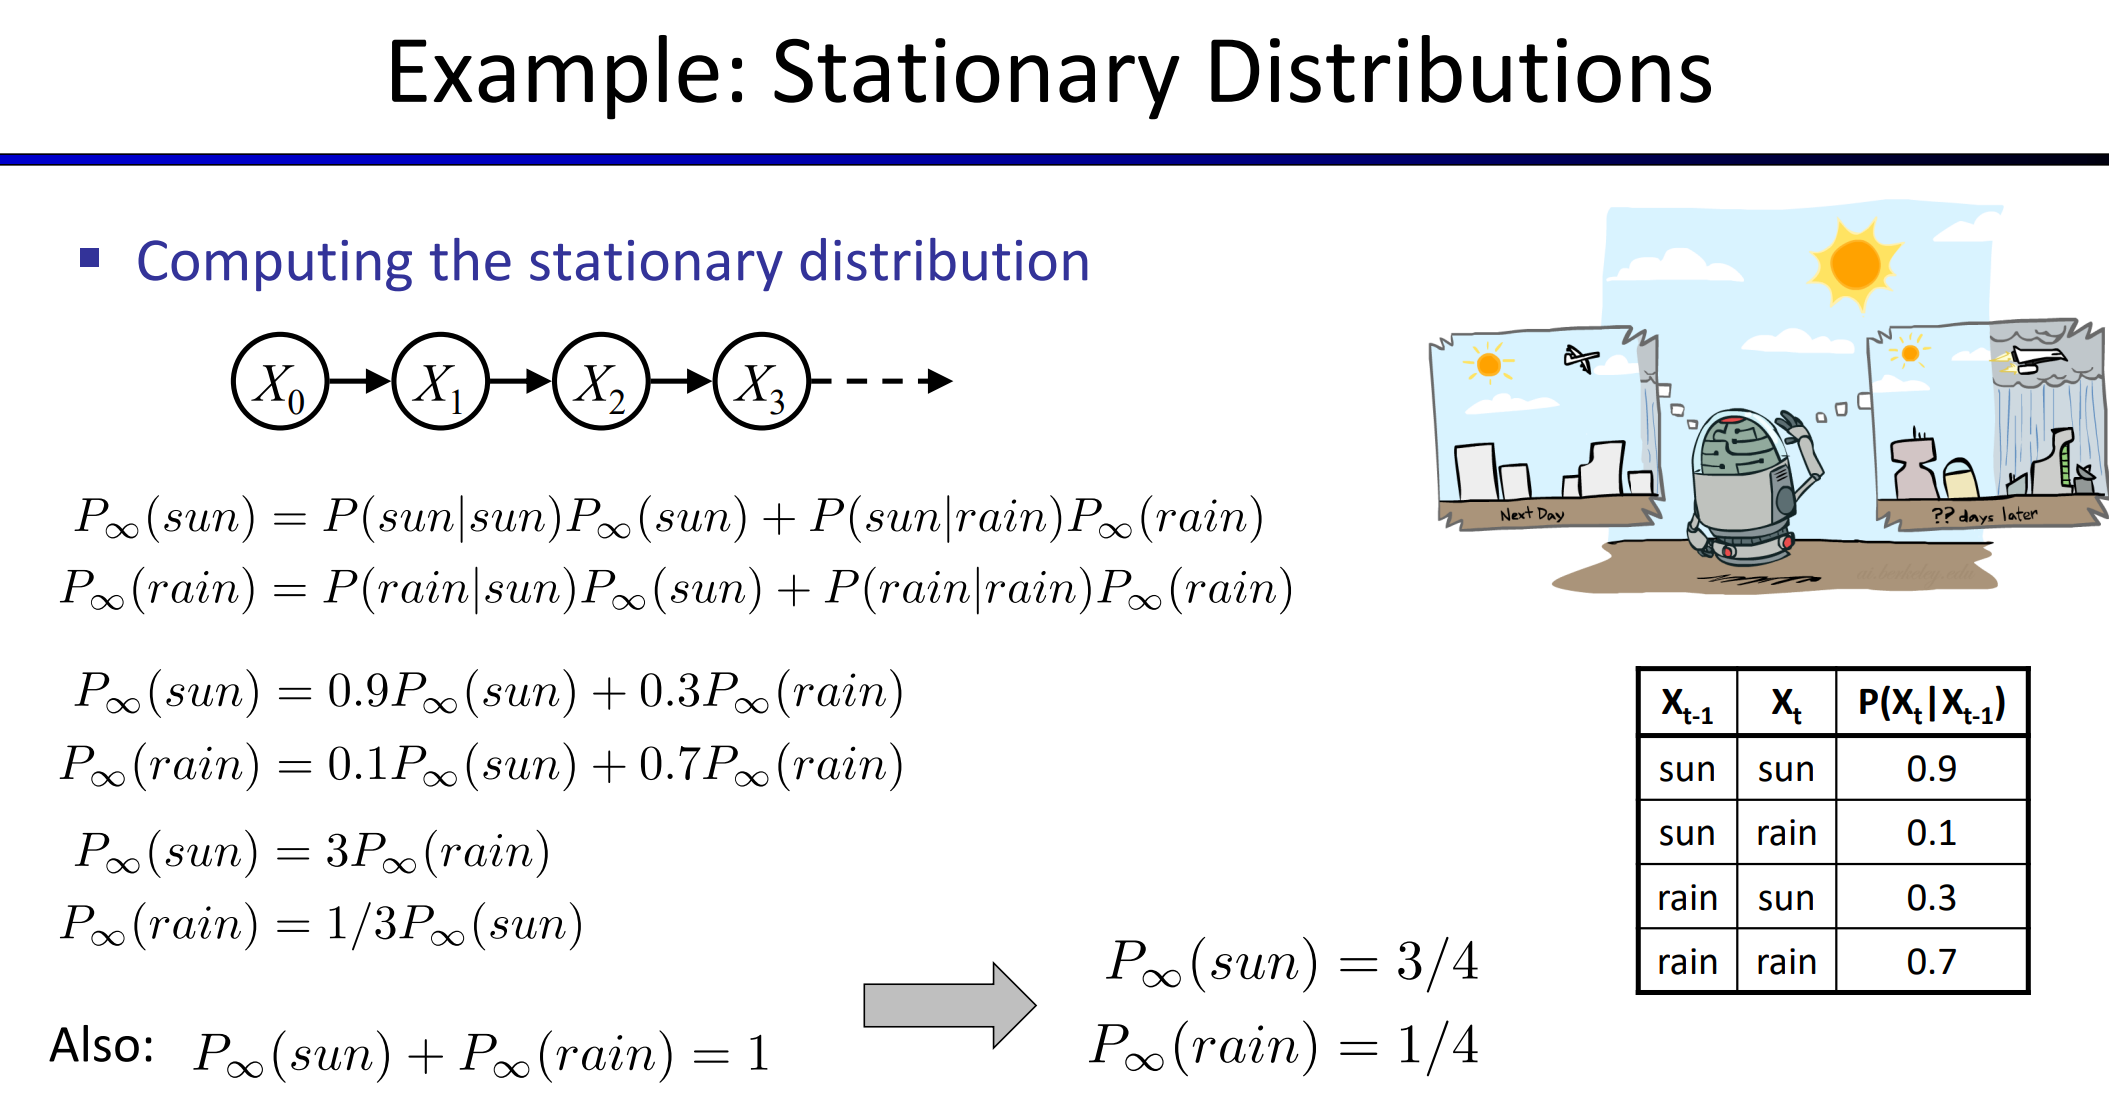 Example: Stationary Distributions
▪ Computing the stationary distribution
X₀ X₁ X₂ X₃
P∞(sun) = P(sun|sun)P∞(sun) + P(sun|rain)P∞(rain)
P∞(rain) = P(rain|sun)P∞(sun) + P(rain|rain)P∞(rain)
P∞(sun) = 0.9P∞(sun) + 0.3P∞(rain)
P∞(rain) = 0.1P∞(sun) + 0.7P∞(rain)
P∞(sun) = 3P∞(rain)
P∞(rain) = 1/3P∞(sun)
Also: P∞(sun) + P∞(rain) = 1
P∞(sun) = 3/4
P∞(rain) = 1/4
Next Day
?? days later
ai.berkeley.edu
Xₜ₋₁ Xₜ P(Xₜ|Xₜ₋₁)
sun sun 0.9
sun rain 0.1
rain sun 0.3
rain rain 0.7